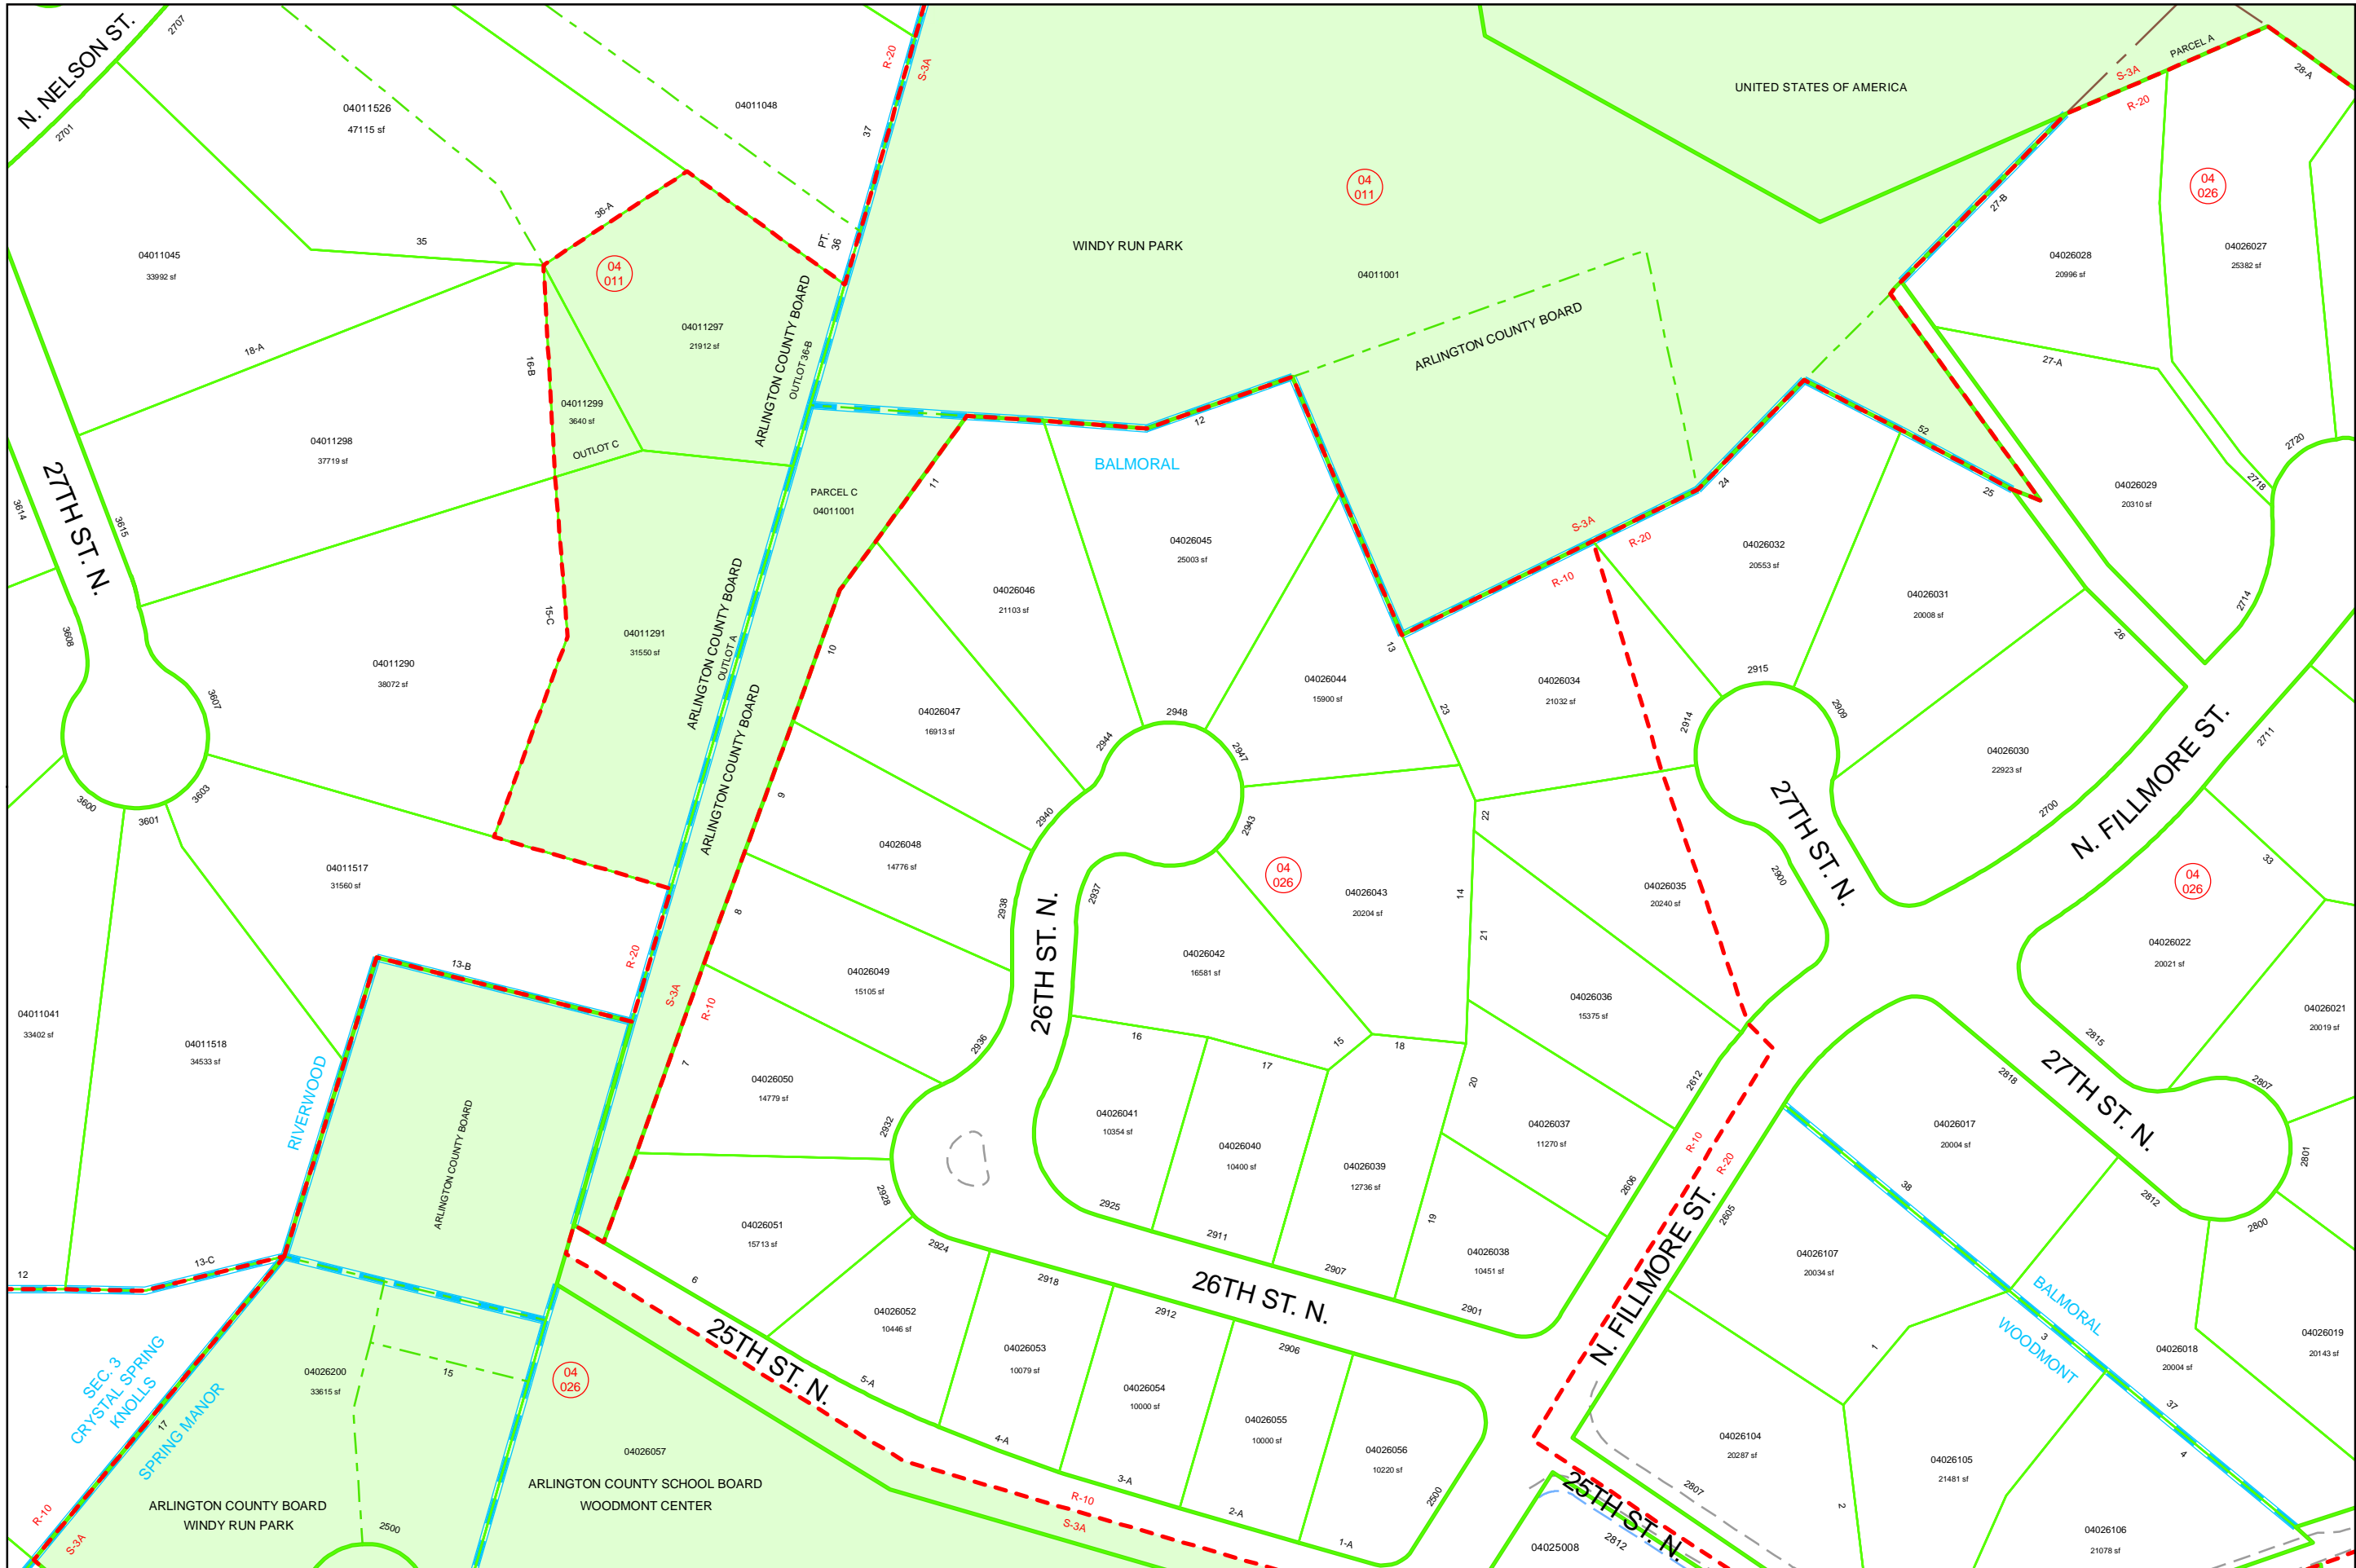 N. NELSON ST.
2707
2701
04011526
47115 sf
04011048
37
R-20
S-3A
UNITED STATES OF AMERICA
PARCEL A
S-3A
R-20
28-A
04
011
04
026
27-B
04026028
20996 sf
04026027
25382 sf
04011045
33992 sf
35
36-A
04
011
PT.
36
WINDY RUN PARK
04011001
ARLINGTON COUNTY BOARD
ARLINGTON COUNTY BOARD
OUTLOT 36-B
04011297
21912 sf
18-A
16-B
04011299
3640 sf
OUTLOT C
04011298
37719 sf
27-A
12
52
2720
2718
27TH ST. N.
3614
3615
PARCEL C
04011001
11
BALMORAL
24
25
04026029
20310 sf
04026045
25003 sf
S-3A
R-20
R-10
04026032
20553 sf
04026046
21103 sf
04026031
20008 sf
2714
3608
15-C
04011291
31550 sf
ARLINGTON COUNTY BOARD
OUTLOT A
10
13
26
04011290
38072 sf
3607
04026044
15900 sf
04026034
21032 sf
2915
2914
2909
ARLINGTON COUNTY BOARD
04026047
16913 sf
2948
2944
2947
23
04026030
22923 sf
N. FILLMORE ST.
2711
3600
3603
3601
9
2940
2943
22
27TH ST. N.
2700
04011517
31560 sf
04026048
14776 sf
04
026
04026043
20204 sf
14
04026035
20240 sf
2900
33
04
026
8
2938
2937
26TH ST. N.
21
04026042
16581 sf
04026022
20021 sf
13-B
R-20
S-3A
R-10
04026049
15105 sf
04026036
15375 sf
04011041
33402 sf
04011518
34533 sf
04026021
20019 sf
2815
7
2936
16
17
15
18
20
2612
27TH ST. N.
2818
2807
04026050
14779 sf
RIVERWOOD
ARLINGTON COUNTY BOARD
04026041
10354 sf
04026040
10400 sf
04026039
12736 sf
04026037
11270 sf
R-10
R-20
04026017
20004 sf
2801
2932
2928
2606
38
2812
2800
04026051
15713 sf
2925
2911
19
N. FILLMORE ST.
2605
2924
2907
04026038
10451 sf
04026107
20034 sf
12
13-C
6
2918
2912
26TH ST. N.
2901
BALMORAL
WOODMONT
3
04026052
10446 sf
2906
1
04026018
20004 sf
04026019
20143 sf
SEC. 3
CRYSTAL SPRING
KNOLLS
17
SPRING MANOR
04026200
33615 sf
15
04
026
25TH ST. N.
5-A
04026053
10079 sf
04026054
10000 sf
04026055
10000 sf
04026056
10220 sf
37
4
04026104
20287 sf
04026105
21481 sf
4-A
3-A
2-A
1-A
04026057
ARLINGTON COUNTY SCHOOL BOARD
WOODMONT CENTER
R-10
S-3A
2500
25TH ST. N.
2807
2
R-10
S-3A
ARLINGTON COUNTY BOARD
WINDY RUN PARK
2500
04025008
2812
04026106
21078 sf